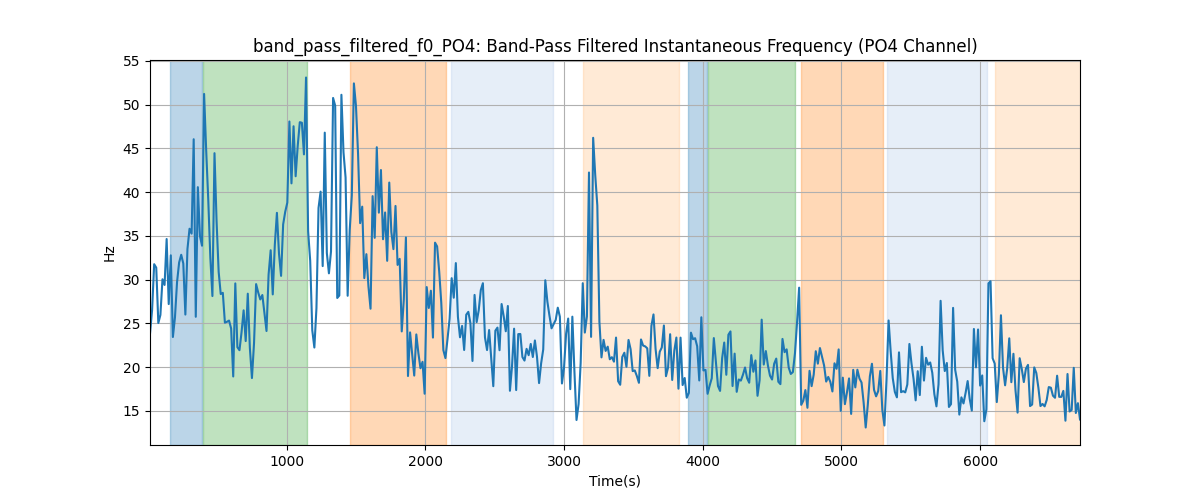 band_pass_filtered_f0_PO4: Band-Pass Filtered Instantaneous Frequency (PO4 Channel)
55
50
45
40
35
30
25
20
15
Hz
1000 2000 3000 4000 5000 6000
Time(s)